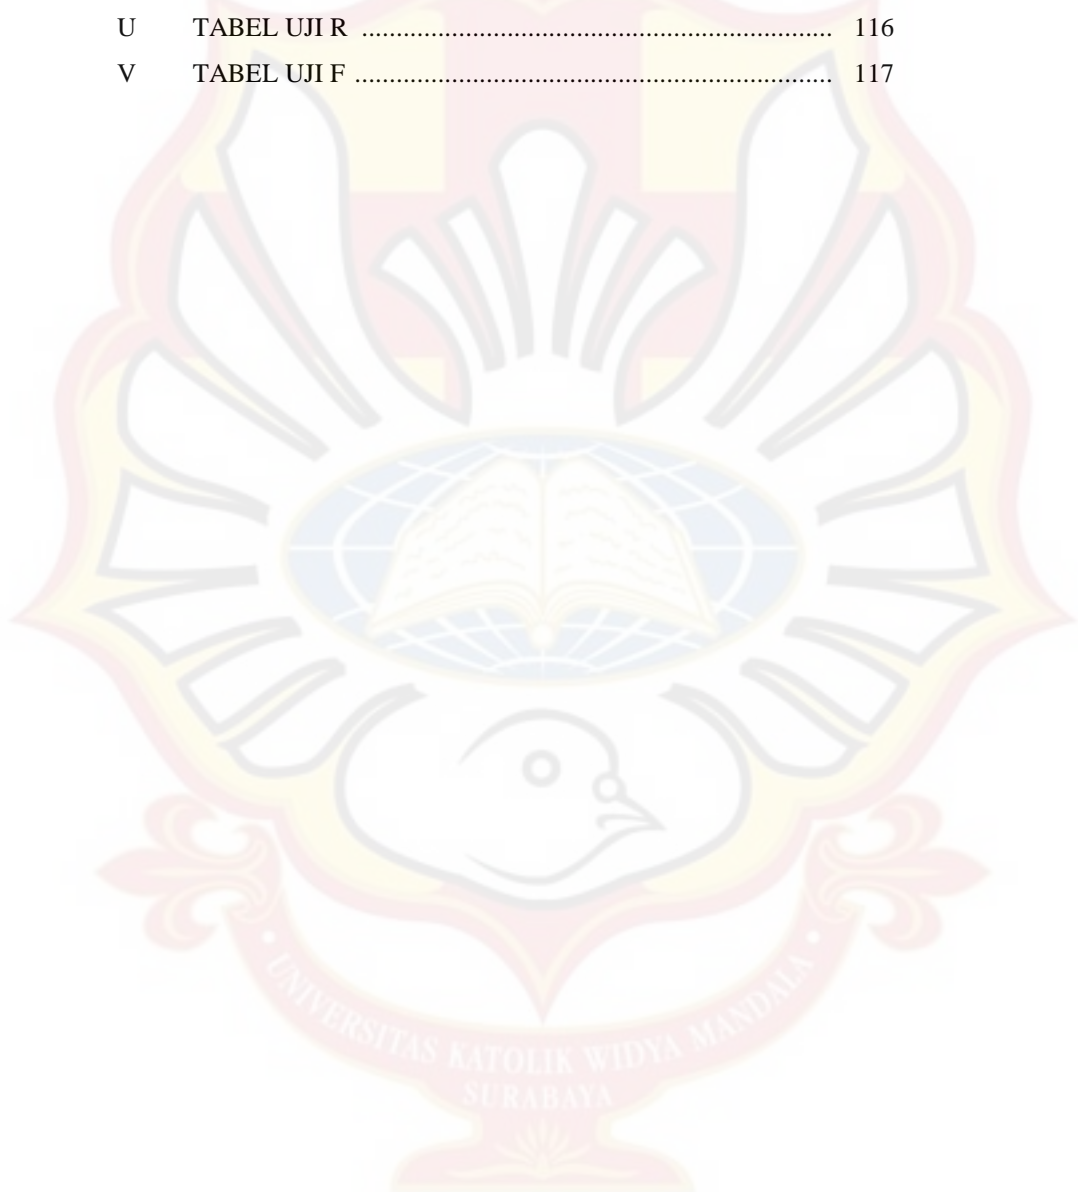 U TABEL UJI R .................................................................... 116
V TABEL UJI F ..................................................................... 117
• UNIVERSITAS KATOLIK WIDYA MANDALA •
SURABAYA